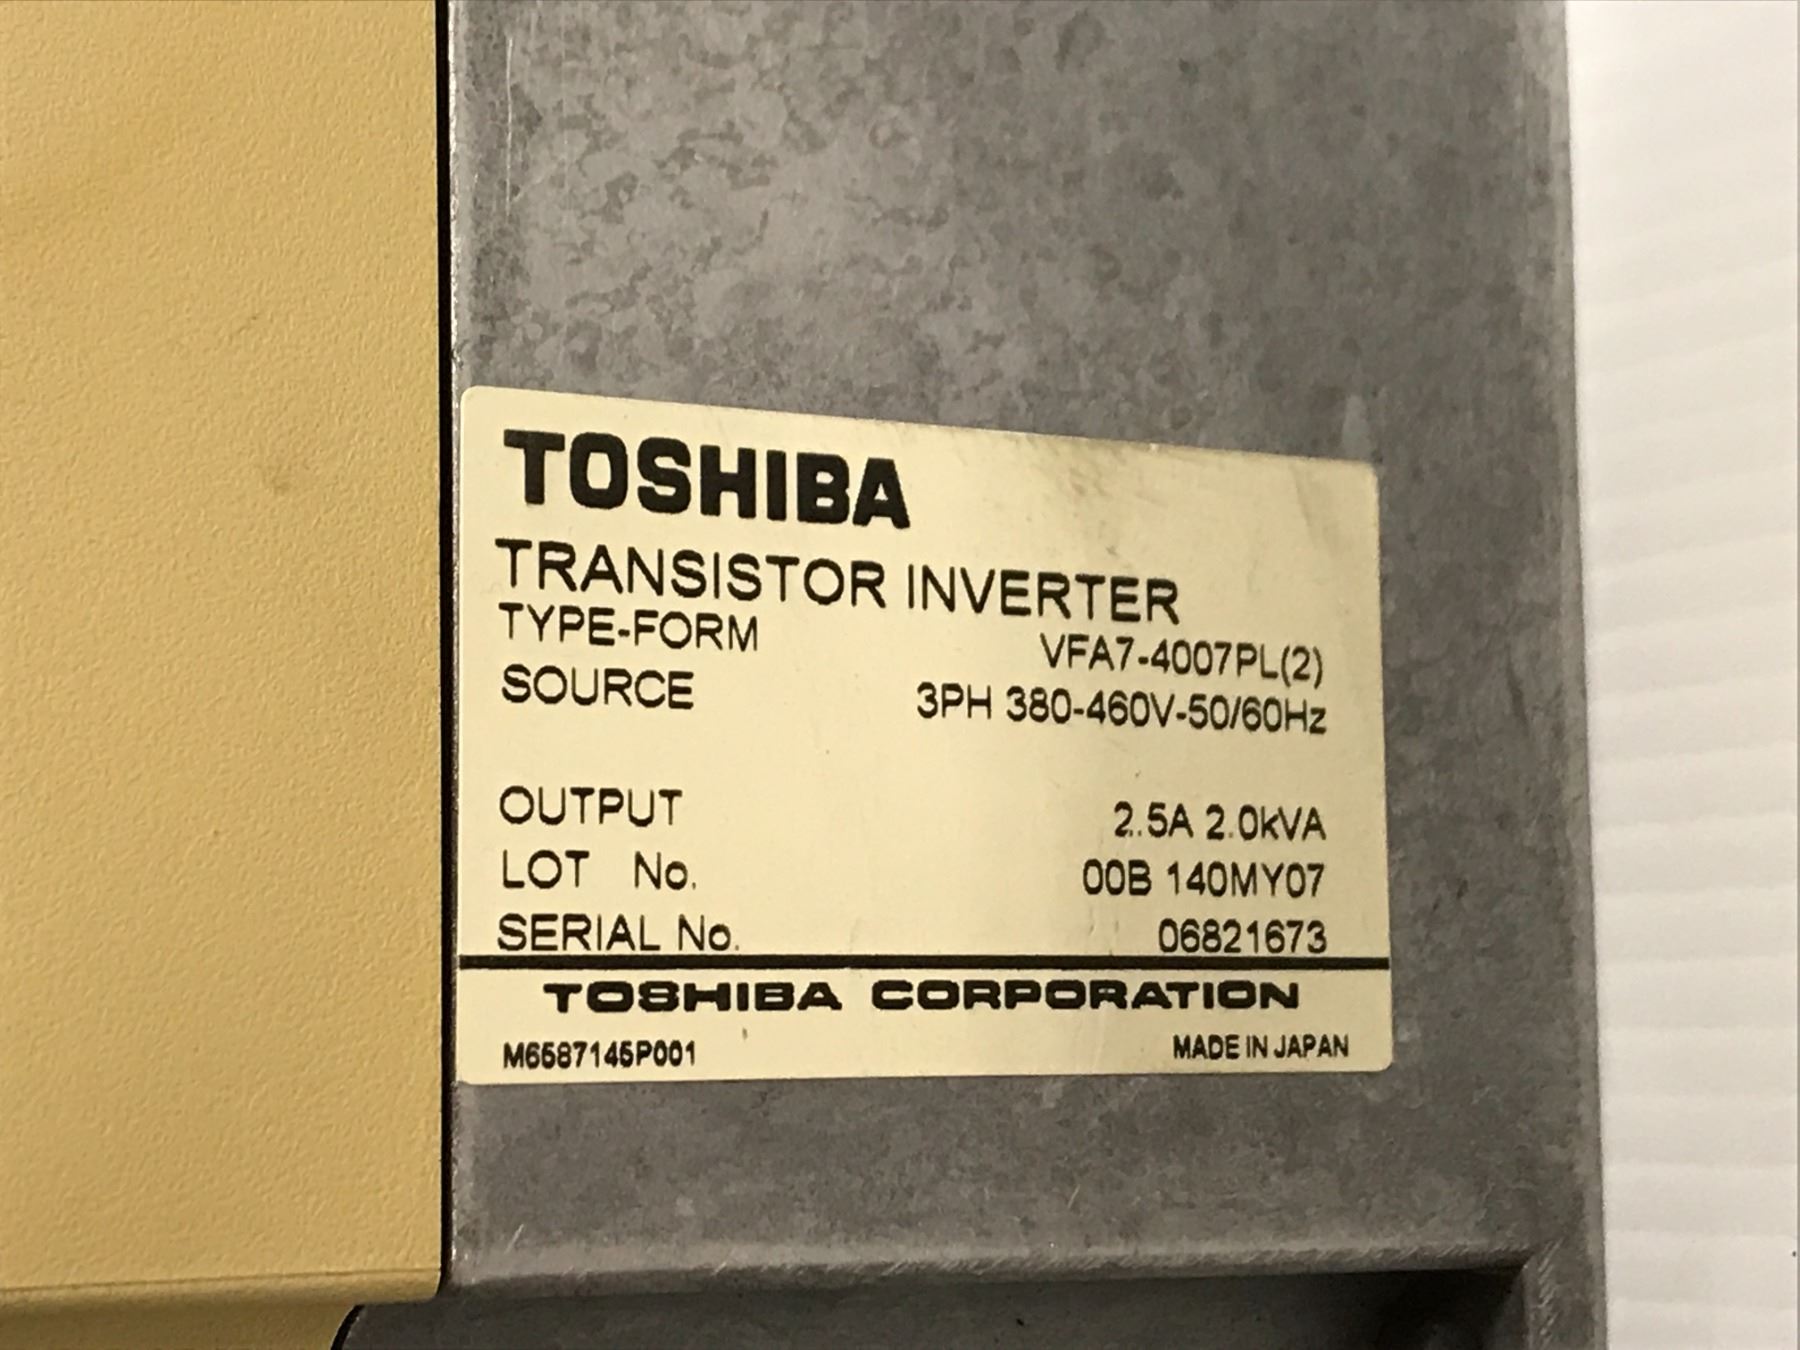 TOSHIBA
TRANSISTOR INVERTER
TYPE-FORM VFA7-4007PL(2)
SOURCE 3PH 380-460V-50/60Hz
OUTPUT 2.5A 2.0kVA
LOT No. 00B 140MY07
SERIAL No. 06821673
TOSHIBA CORPORATION
M6587145P001 MADE IN JAPAN